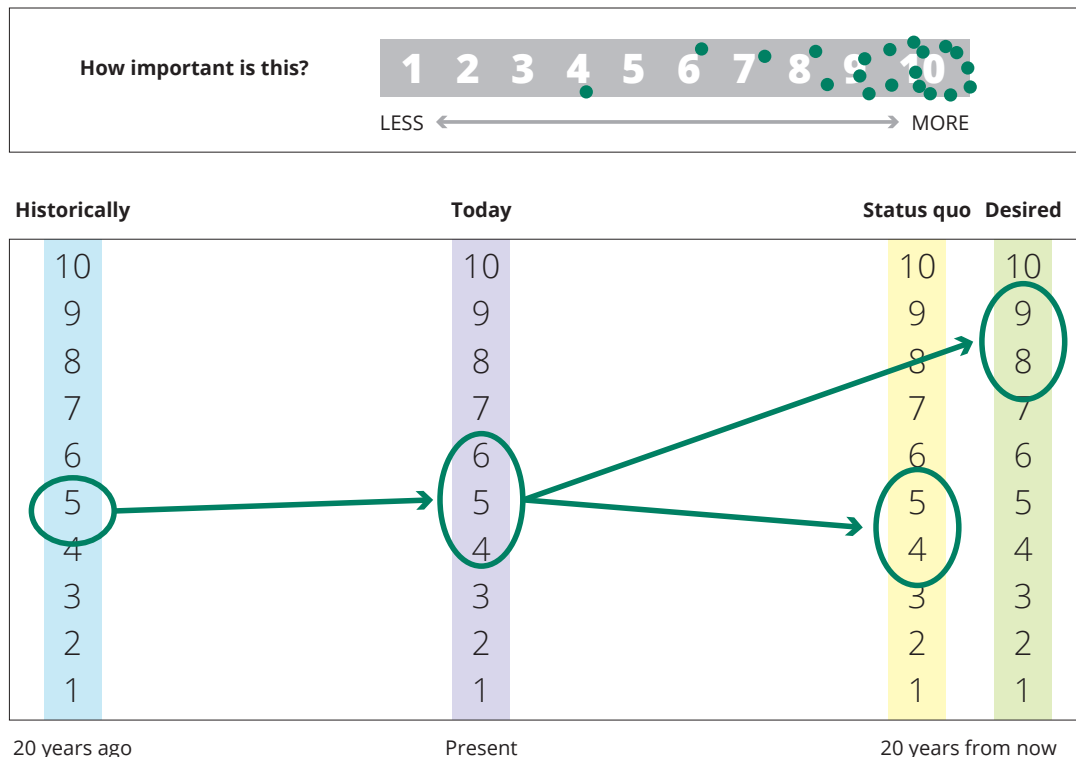 How important is this?
1 2 3 4 5 6 7 8 9 10
LESS MORE
Historically Today Status quo Desired
10 10 10 10
9 9 9 9
8 8 8 8
7 7 7 7
6 6 6 6
5 5 5 5
4 4 4 4
3 3 3 3
2 2 2 2
1 1 1 1
20 years ago Present 20 years from now